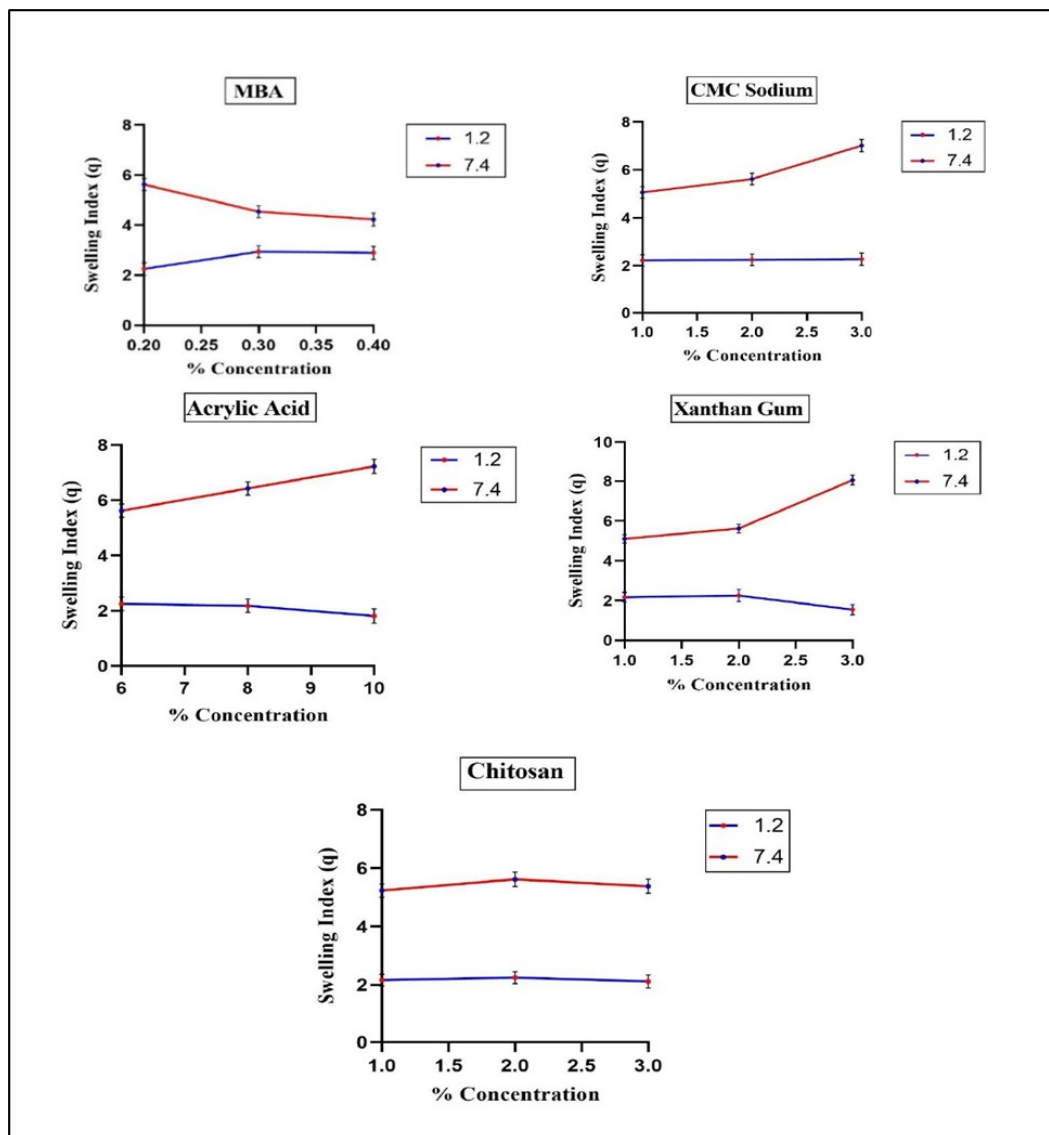 MBA
1.2
7.4
8
6
4
2
0
Swelling Index (q)
0.20 0.25 0.30 0.35 0.40
% Concentration
CMC Sodium
1.2
7.4
8
6
4
2
0
Swelling Index (q)
1.0 1.5 2.0 2.5 3.0
% Concentration
Acrylic Acid
1.2
7.4
8
6
4
2
0
Swelling Index (q)
6 7 8 9 10
% Concentration
Xanthan Gum
1.2
7.4
10
8
6
4
2
0
Swelling Index (q)
1.0 1.5 2.0 2.5 3.0
% Concentration
Chitosan
1.2
7.4
8
6
4
2
0
Swelling Index (q)
1.0 1.5 2.0 2.5 3.0
% Concentration